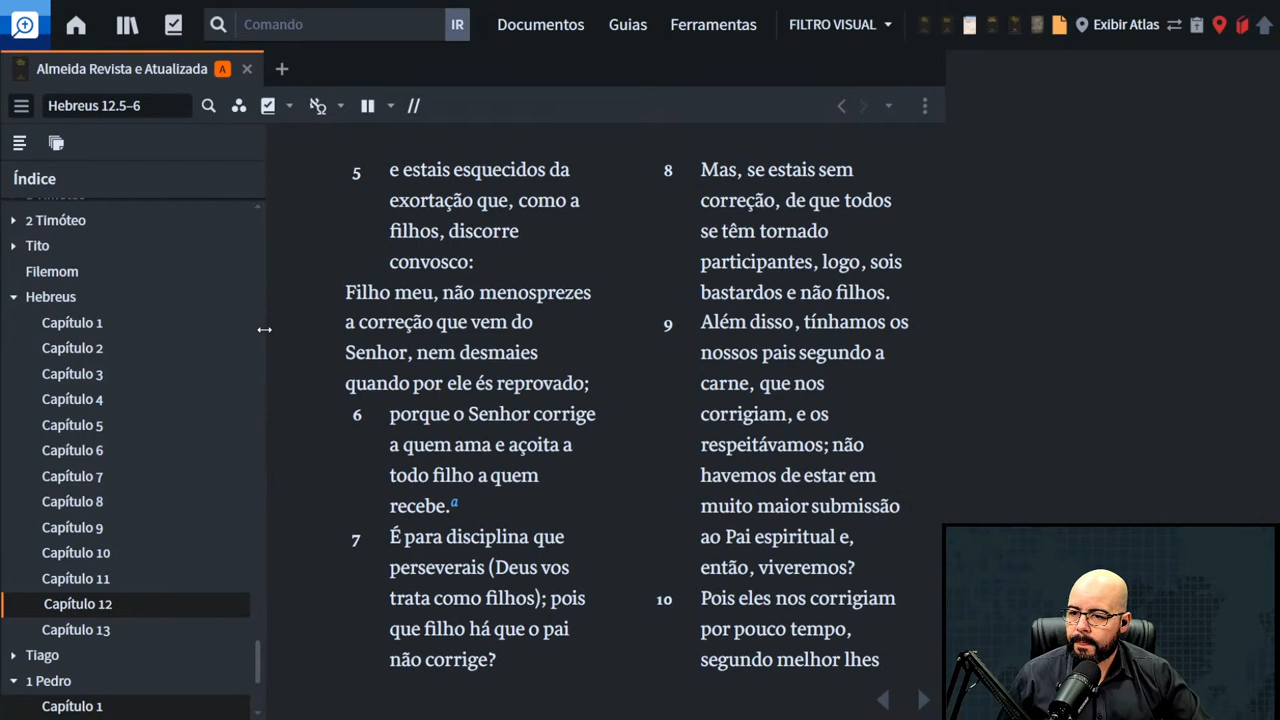 Comando
IR
Documentos
Guias
Ferramentas
FILTRO VISUAL
Exibir Atlas
Almeida Revista e Atualizada
A
Hebreus 12.5–6
Índice
2 Timóteo
Tito
Filemom
Hebreus
Capítulo 1
Capítulo 2
Capítulo 3
Capítulo 4
Capítulo 5
Capítulo 6
Capítulo 7
Capítulo 8
Capítulo 9
Capítulo 10
Capítulo 11
Capítulo 12
Capítulo 13
Tiago
1 Pedro
Capítulo 1
5 e estais esquecidos da
exortação que, como a
filhos, discorre
convosco:
Filho meu, não menosprezes
a correção que vem do
Senhor, nem desmaies
quando por ele és reprovado;
6 porque o Senhor corrige
a quem ama e açoita a
todo filho a quem
recebe.a
7 É para disciplina que
perseverais (Deus vos
trata como filhos); pois
que filho há que o pai
não corrige?
8 Mas, se estais sem
correção, de que todos
se têm tornado
participantes, logo, sois
bastardos e não filhos.
9 Além disso, tínhamos os
nossos pais segundo a
carne, que nos
corrigiam, e os
respeitávamos; não
havemos de estar em
muito maior submissão
ao Pai espiritual e,
então, viveremos?
10 Pois eles nos corrigiam
por pouco tempo,
segundo melhor lhes